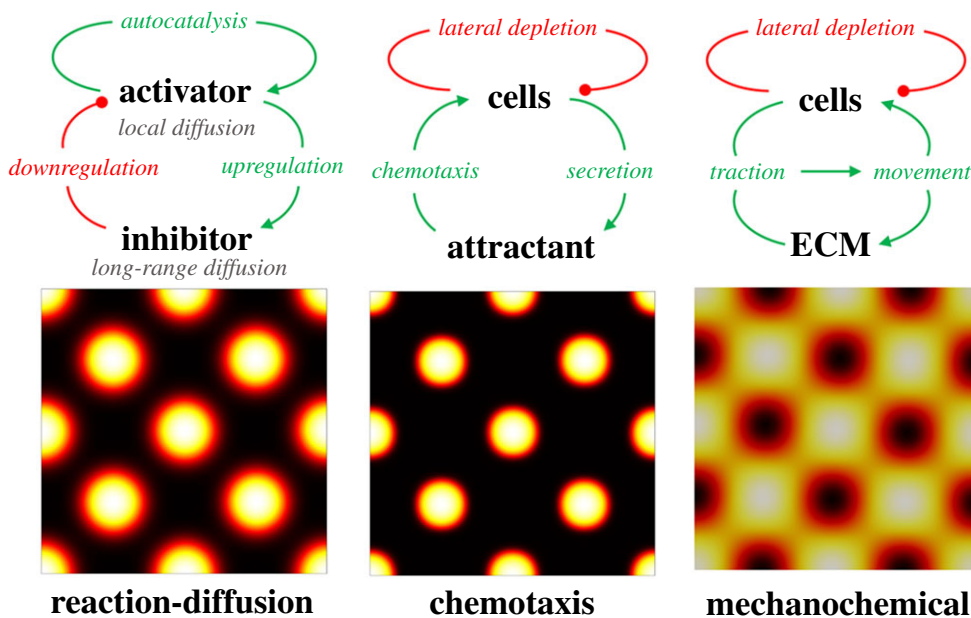 autocatalysis
activator
local diffusion
downregulation
upregulation
inhibitor
long-range diffusion
reaction-diffusion
lateral depletion
cells
chemotaxis
secretion
attractant
chemotaxis
lateral depletion
cells
traction
movement
ECM
mechanochemical